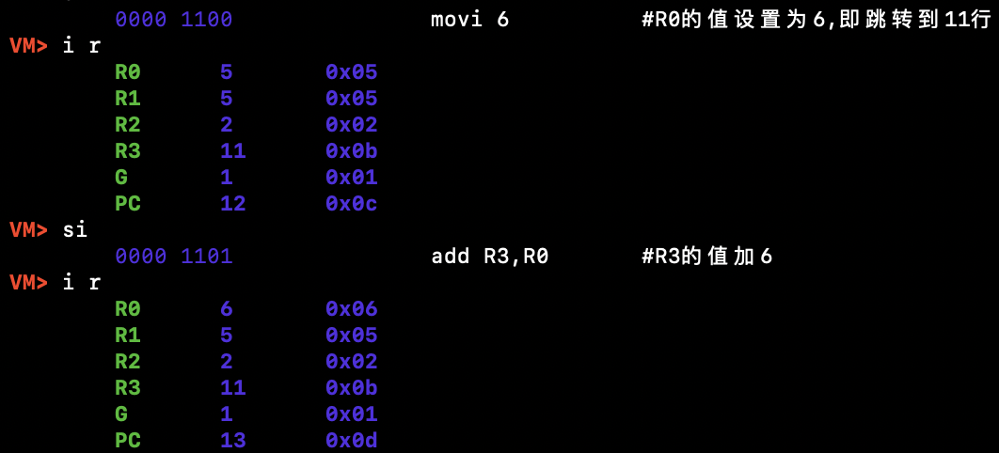 0000 1100 movi 6 #R0的值设置为6,即跳转到11行
VM> i r
R0 5 0x05
R1 5 0x05
R2 2 0x02
R3 11 0x0b
G 1 0x01
PC 12 0x0c
VM> si
0000 1101 add R3,R0 #R3的值加6
VM> i r
R0 6 0x06
R1 5 0x05
R2 2 0x02
R3 11 0x0b
G 1 0x01
PC 13 0x0d